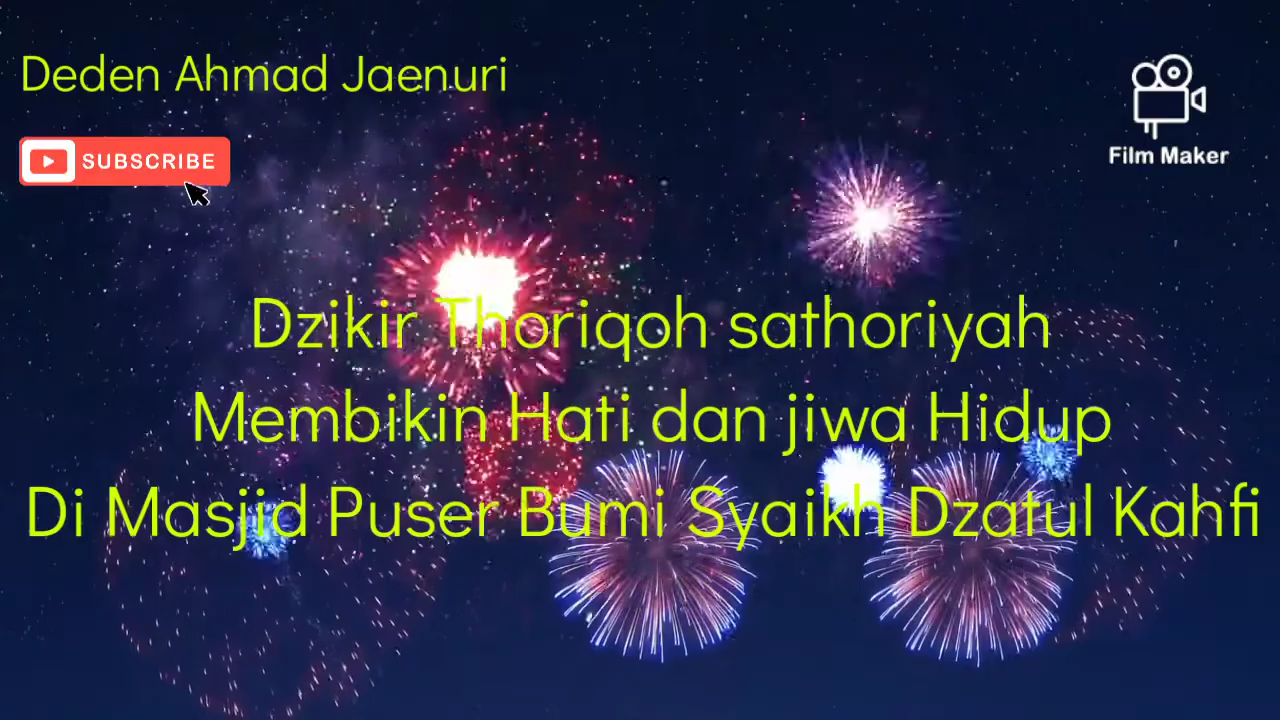 Deden Ahmad Jaenuri
SUBSCRIBE
Film Maker
Dzikir Thoriqoh sathoriyah
Membikin Hati dan jiwa Hidup
Di Masjid Puser Bumi Syaikh Dzatul Kahfi